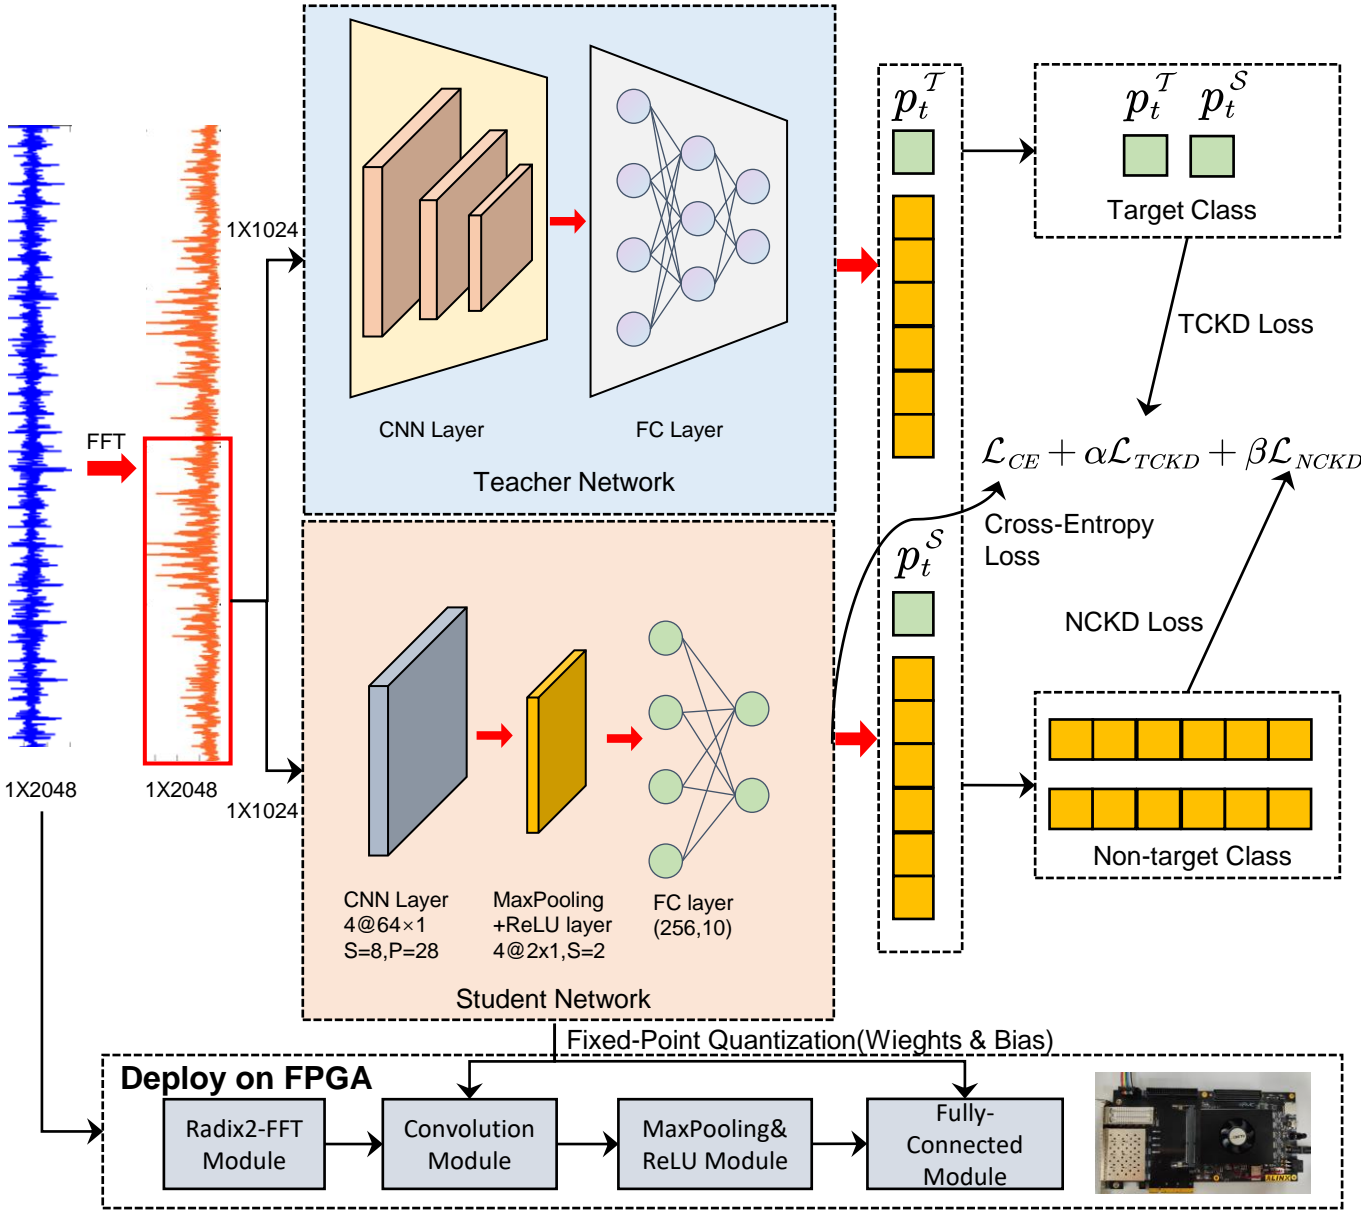 FFT
1X2048
1X2048
1X1024
1X1024
CNN Layer
FC Layer
Teacher Network
CNN Layer
4@64×1
S=8,P=28
MaxPooling
+ReLU layer
4@2x1,S=2
FC layer
(256,10)
Student Network
p_t^𝒯
p_t^𝒮
p_t^𝒯 p_t^𝒮
Target Class
TCKD Loss
ℒ_CE + αℒ_TCKD + βℒ_NCKD
Cross-Entropy
Loss
NCKD Loss
Non-target Class
Fixed-Point Quantization(Wieghts & Bias)
Deploy on FPGA
Radix2-FFT
Module
Convolution
Module
MaxPooling&
ReLU Module
Fully-
Connected
Module
ALINX